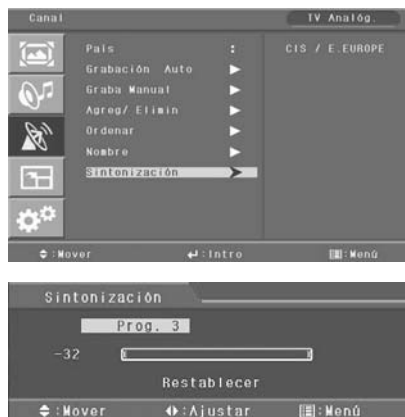 Canal TV Analóg.
País : CIS / E.EUROPE
Grabación Auto
Graba Manual
Agreg/ Elimin
Ordenar
Nombre
Sintonización
:Mover :Intro :Menú
Sintonización
Prog. 3
-32
Restablecer
:Mover :Ajustar :Menú